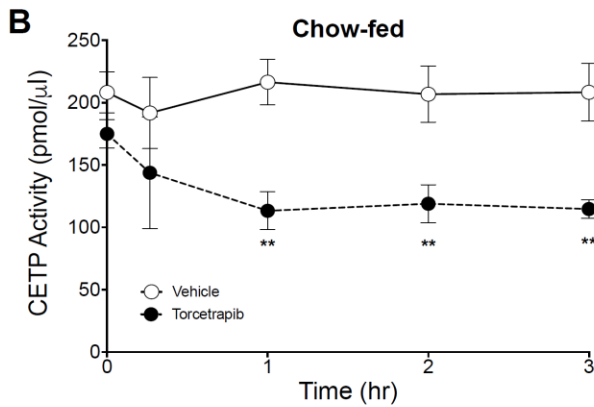 B
Chow-fed
CETP Activity (pmol/µl)
250
200
150
100
50
0
Vehicle
Torcetrapib
**
**
**
0
1
2
3
Time (hr)